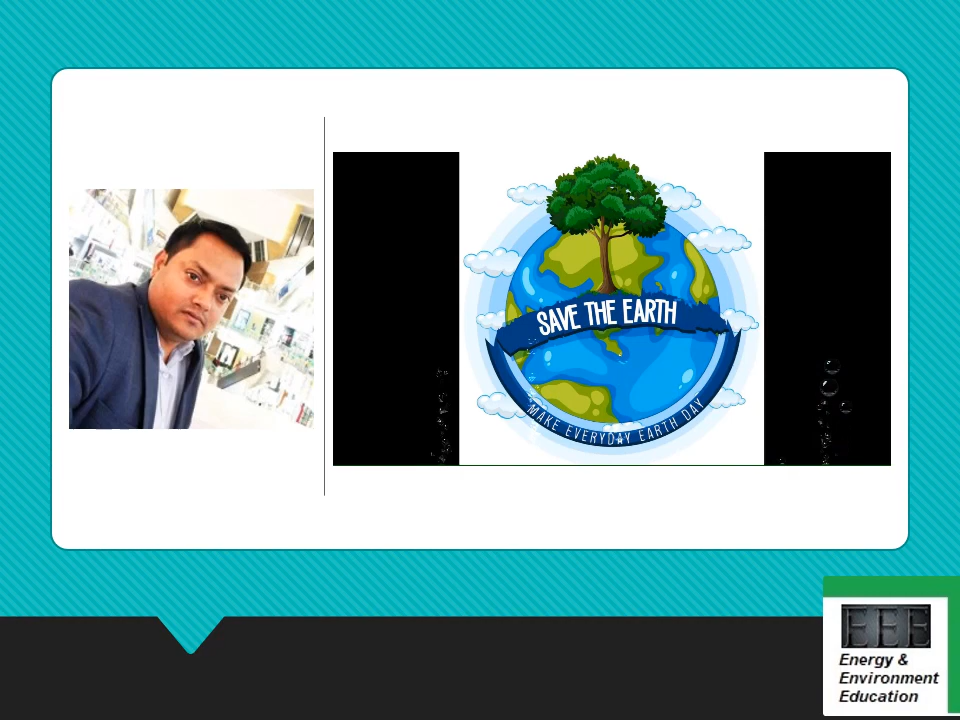 SAVE THE EARTH
MAKE EVERYDAY EARTH DAY
EEE
Energy &
Environment
Education